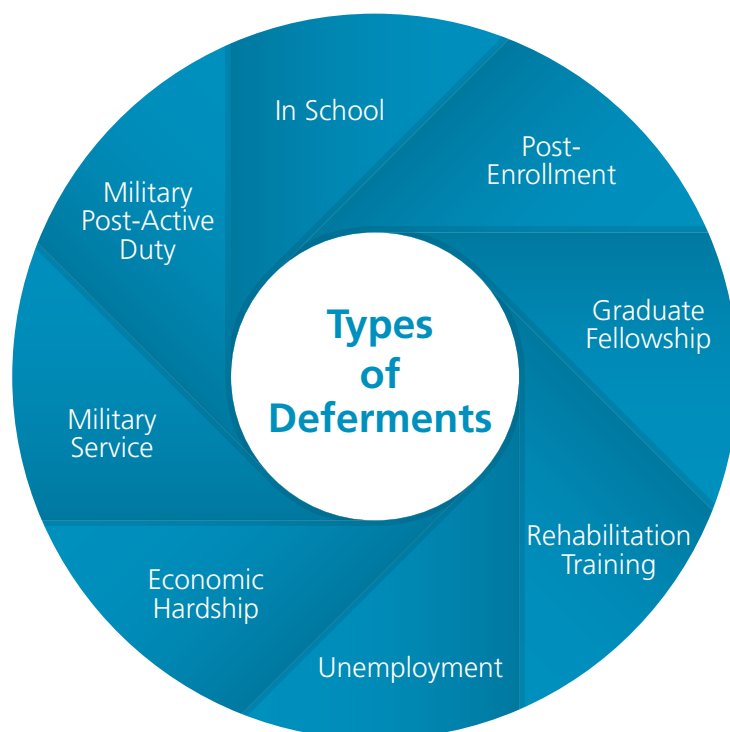 Types
of
Deferments
In School
Post-
Enrollment
Graduate
Fellowship
Rehabilitation
Training
Unemployment
Economic
Hardship
Military
Service
Military
Post-Active
Duty